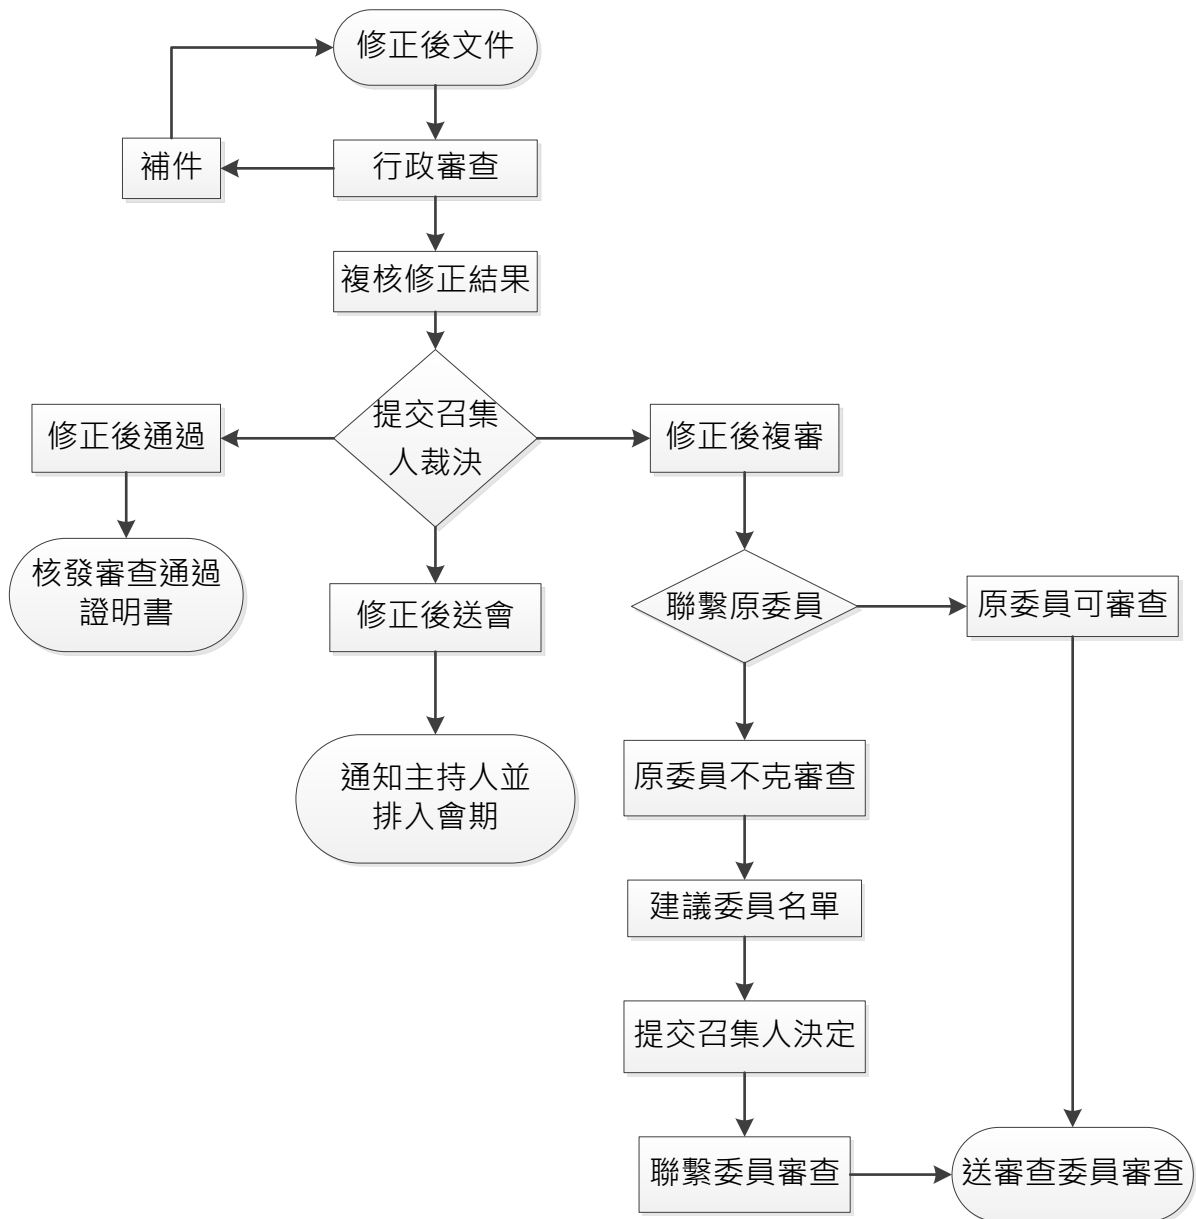 修正後文件
補件
行政審查
複核修正結果
提交召集
人裁決
修正後通過
修正後複審
核發審查通過
證明書
修正後送會
聯繫原委員
原委員可審查
通知主持人並
排入會期
原委員不克審查
建議委員名單
提交召集人決定
聯繫委員審查
送審查委員審查